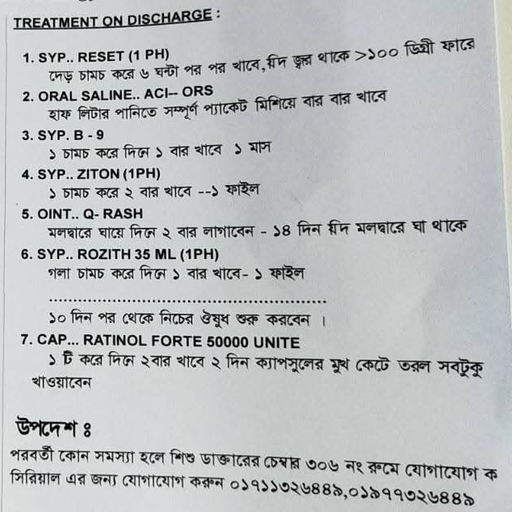 TREATMENT ON DISCHARGE :
1. SYP.. RESET (1 PH)
দেড় চামচ করে ৬ ঘন্টা পর পর খাবে, যদি জ্বর থাকে >১০০ ডিগ্রী ফারে
2. ORAL SALINE.. ACI-- ORS
হাফ লিটার পানিতে সম্পূর্ণ প্যাকেট মিশিয়ে বার বার খাবে
3. SYP. B - 9
১ চামচ করে দিনে ১ বার খাবে ১ মাস
4. SYP.. ZITON (1PH)
১ চামচ করে ২ বার খাবে --১ ফাইল
5. OINT.. Q- RASH
মলদ্বারে ঘায়ে দিনে ২ বার লাগাবেন - ১৪ দিন যদি মলদ্বারে ঘা থাকে
6. SYP.. ROZITH 35 ML (1PH)
পনা চামচ করে দিনে ১ বার খাবে- ১ ফাইল
......................................................
১০ দিন পর থেকে নিচের ঔষুধ শুরু করবেন ।
7. CAP... RATINOL FORTE 50000 UNITE
১ টি করে দিনে ২বার খাবে ২ দিন ক্যাপসুলের মুখ কেটে তরল সবটুকু
খাওয়াবেন
উপদেশ ঃ
পরবর্তী কোন সমস্যা হলে শিশু ডাক্তারের চেম্বার ৩০৬ নং রুমে যোগাযোগ ক
সিরিয়াল এর জন্য যোগাযোগ করুন ০১৭১১৩২৬৪৪৯,০১৯৭৭৩২৬৪৪৯